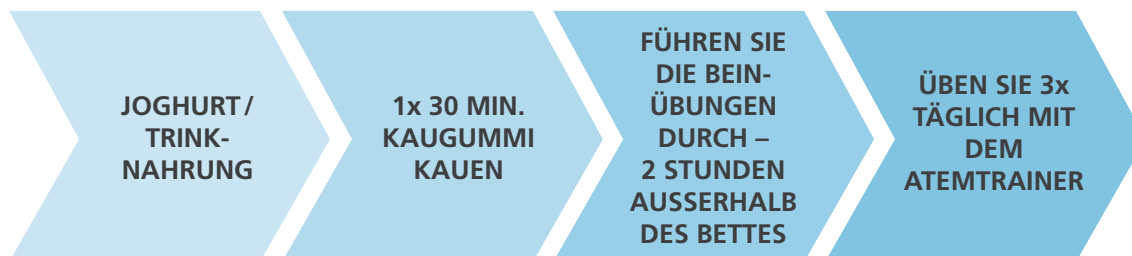 JOGHURT /
TRINK-
NAHRUNG
1x 30 MIN.
KAUGUMMI
KAUEN
FÜHREN SIE
DIE BEIN-
ÜBUNGEN
DURCH –
2 STUNDEN
AUSSERHALB
DES BETTES
ÜBEN SIE 3x
TÄGLICH MIT
DEM
ATEMTRAINER